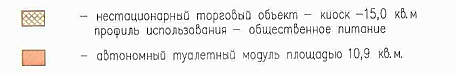 – нестационарный торговый объект – киоск –15,0 кв.м
профиль использования – общественное питание
– автономный туалетный модуль площадью 10,9 кв.м.